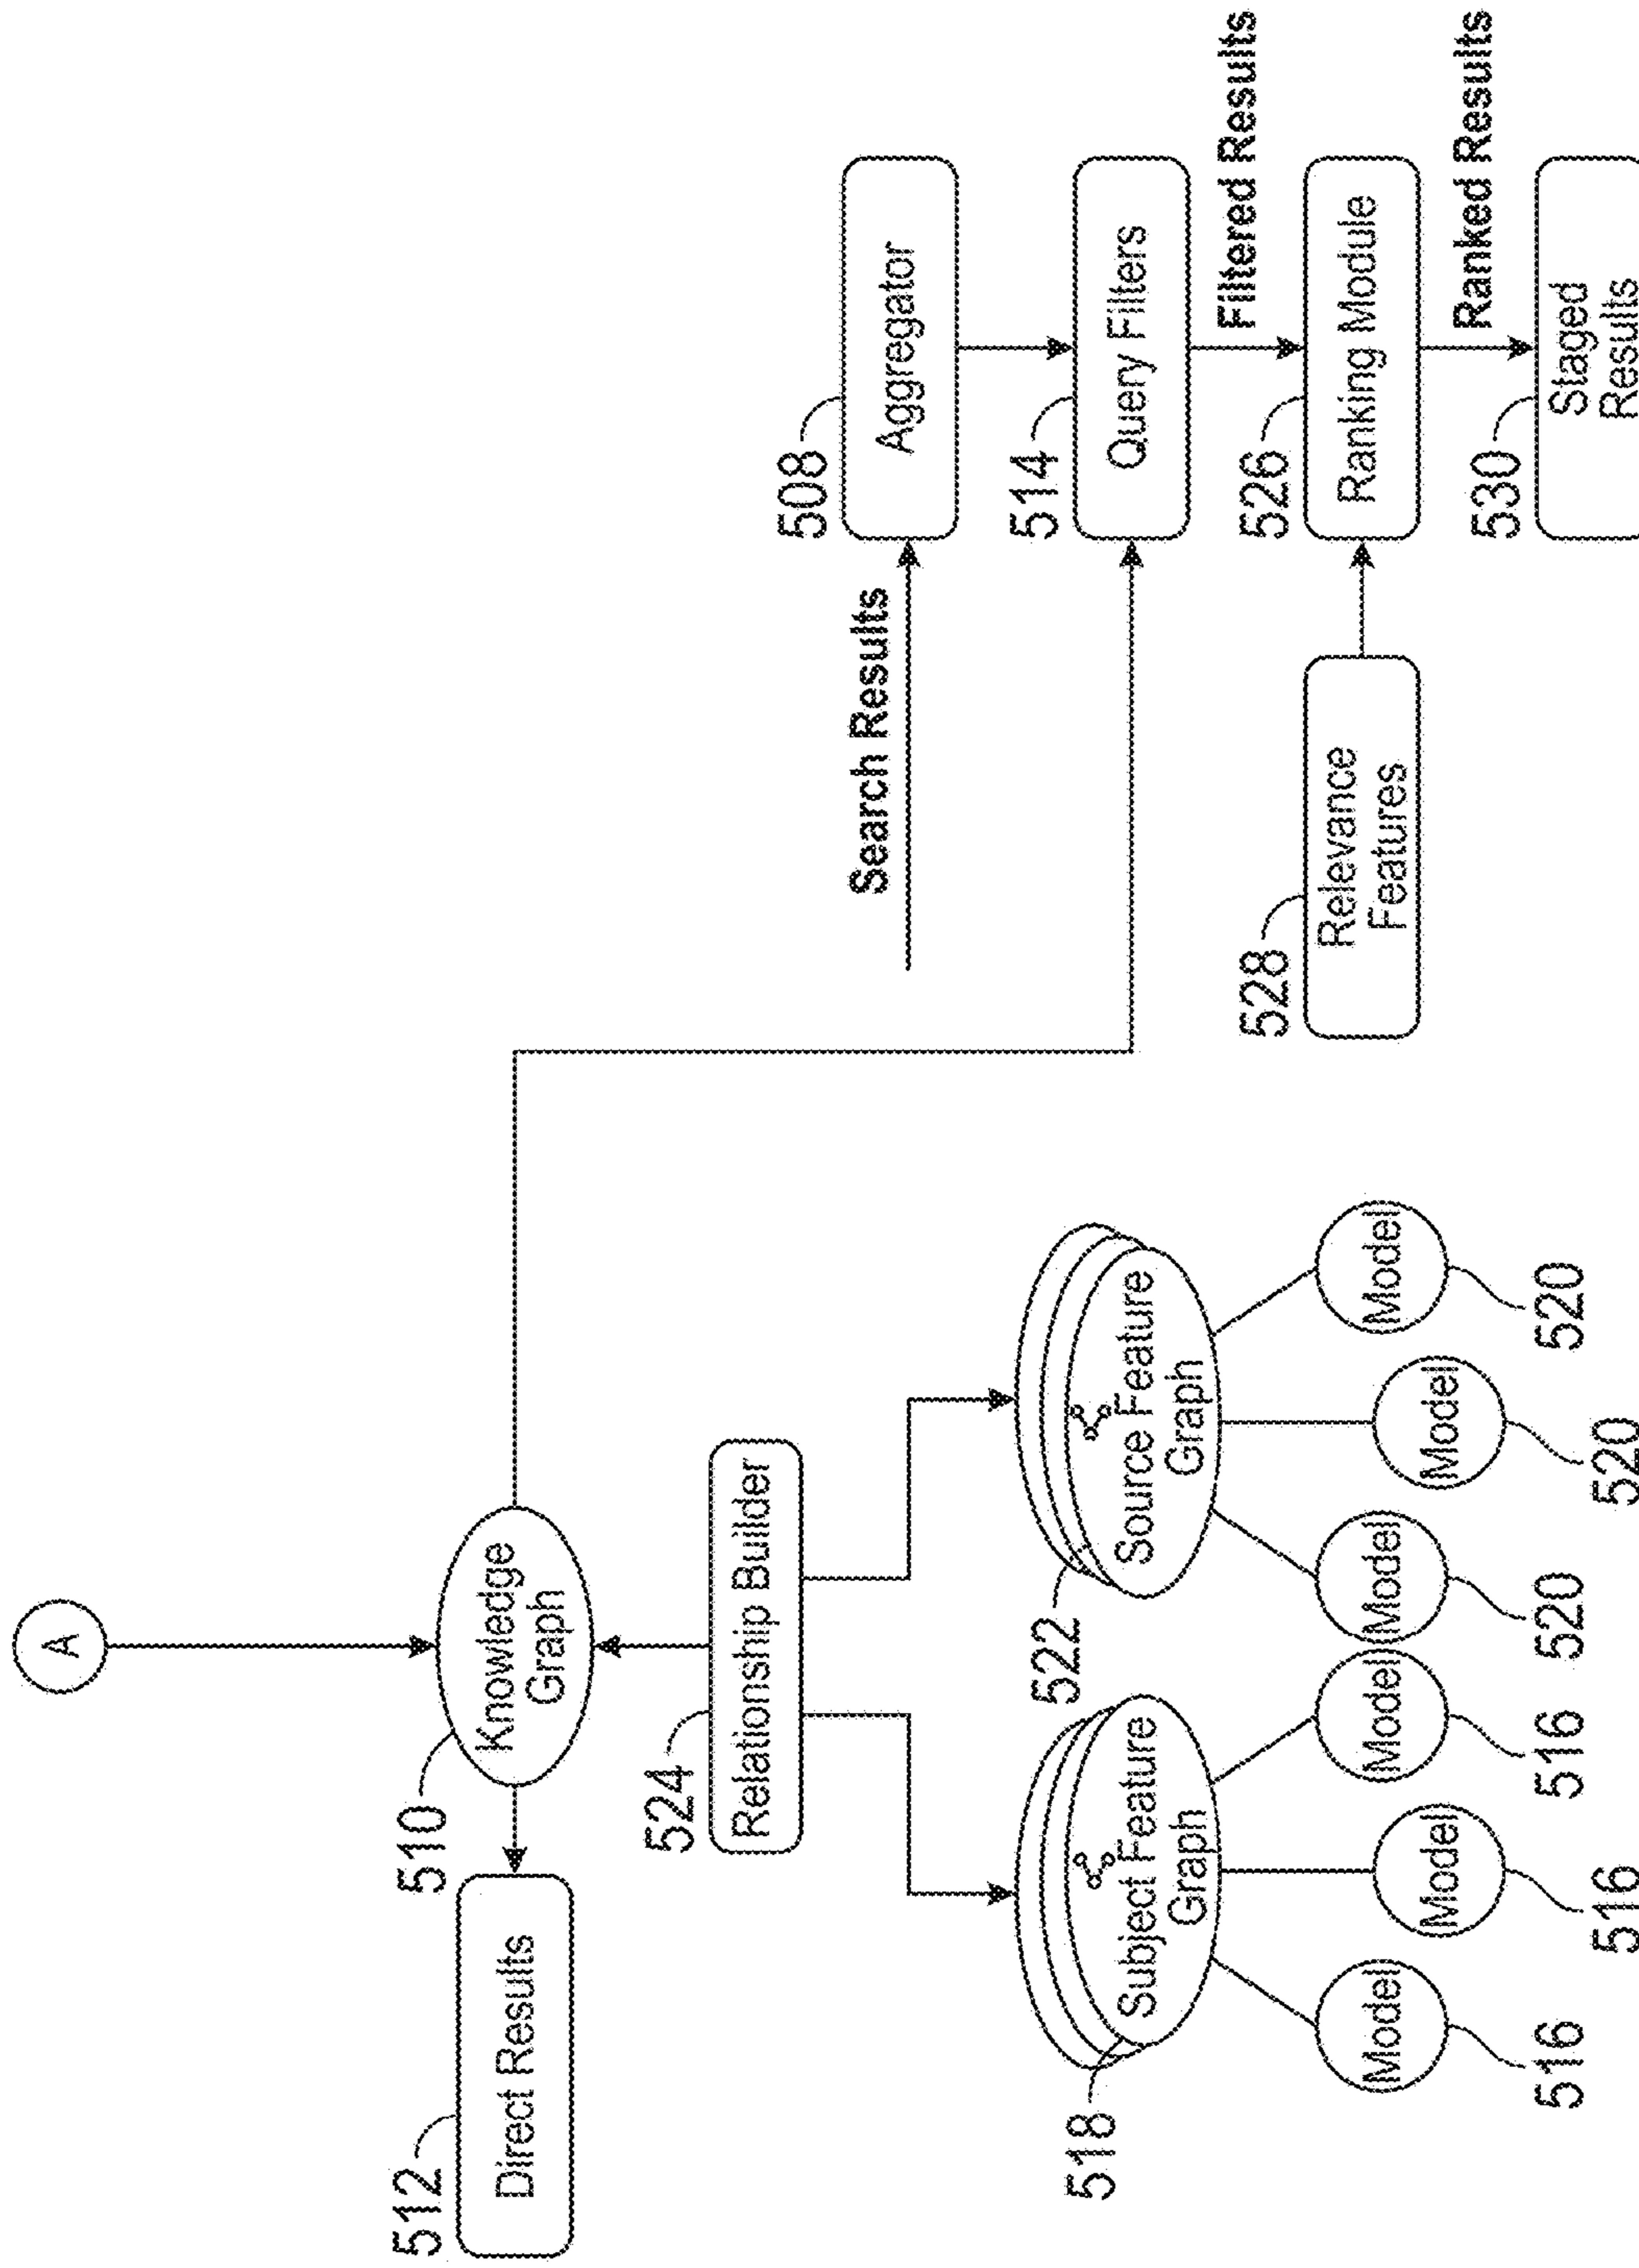 A
510
Knowledge
Graph
512
Direct Results
524
Relationship Builder
518
Subject Feature
Graph
522
Source Feature
Graph
Model
516
Model
516
Model
516
Model
520
Model
520
Model
520
Search Results
508
Aggregator
514
Query Filters
Filtered Results
528
Relevance
Features
526
Ranking Module
Ranked Results
530
Staged
Results